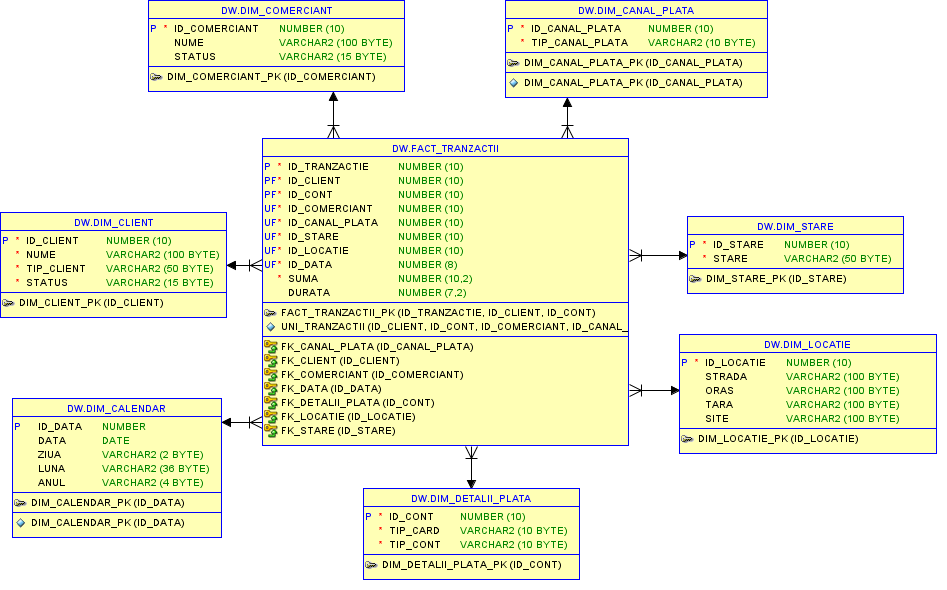 DW.DIM_COMERCIANT
P * ID_COMERCIANT NUMBER (10)
NUME VARCHAR2 (100 BYTE)
STATUS VARCHAR2 (15 BYTE)
DIM_COMERCIANT_PK (ID_COMERCIANT)
DW.DIM_CANAL_PLATA
P * ID_CANAL_PLATA NUMBER (10)
* TIP_CANAL_PLATA VARCHAR2 (10 BYTE)
DIM_CANAL_PLATA_PK (ID_CANAL_PLATA)
DIM_CANAL_PLATA_PK (ID_CANAL_PLATA)
DW.FACT_TRANZACTII
P * ID_TRANZACTIE NUMBER (10)
PF* ID_CLIENT NUMBER (10)
PF* ID_CONT NUMBER (10)
UF* ID_COMERCIANT NUMBER (10)
UF* ID_CANAL_PLATA NUMBER (10)
UF* ID_STARE NUMBER (10)
UF* ID_LOCATIE NUMBER (10)
UF* ID_DATA NUMBER (8)
* SUMA NUMBER (10,2)
DURATA NUMBER (7,2)
FACT_TRANZACTII_PK (ID_TRANZACTIE, ID_CLIENT, ID_CONT)
UNI_TRANZACTII (ID_CLIENT, ID_CONT, ID_COMERCIANT, ID_CANAL_
FK_CANAL_PLATA (ID_CANAL_PLATA)
FK_CLIENT (ID_CLIENT)
FK_COMERCIANT (ID_COMERCIANT)
FK_DATA (ID_DATA)
FK_DETALII_PLATA (ID_CONT)
FK_LOCATIE (ID_LOCATIE)
FK_STARE (ID_STARE)
DW.DIM_CLIENT
P * ID_CLIENT NUMBER (10)
* NUME VARCHAR2 (100 BYTE)
* TIP_CLIENT VARCHAR2 (50 BYTE)
* STATUS VARCHAR2 (15 BYTE)
DIM_CLIENT_PK (ID_CLIENT)
DW.DIM_STARE
P * ID_STARE NUMBER (10)
* STARE VARCHAR2 (50 BYTE)
DIM_STARE_PK (ID_STARE)
DW.DIM_LOCATIE
P * ID_LOCATIE NUMBER (10)
STRADA VARCHAR2 (100 BYTE)
ORAS VARCHAR2 (100 BYTE)
TARA VARCHAR2 (100 BYTE)
SITE VARCHAR2 (100 BYTE)
DIM_LOCATIE_PK (ID_LOCATIE)
DW.DIM_CALENDAR
P ID_DATA NUMBER
DATA DATE
ZIUA VARCHAR2 (2 BYTE)
LUNA VARCHAR2 (36 BYTE)
ANUL VARCHAR2 (4 BYTE)
DIM_CALENDAR_PK (ID_DATA)
DIM_CALENDAR_PK (ID_DATA)
DW.DIM_DETALII_PLATA
P * ID_CONT NUMBER (10)
* TIP_CARD VARCHAR2 (10 BYTE)
* TIP_CONT VARCHAR2 (10 BYTE)
DIM_DETALII_PLATA_PK (ID_CONT)